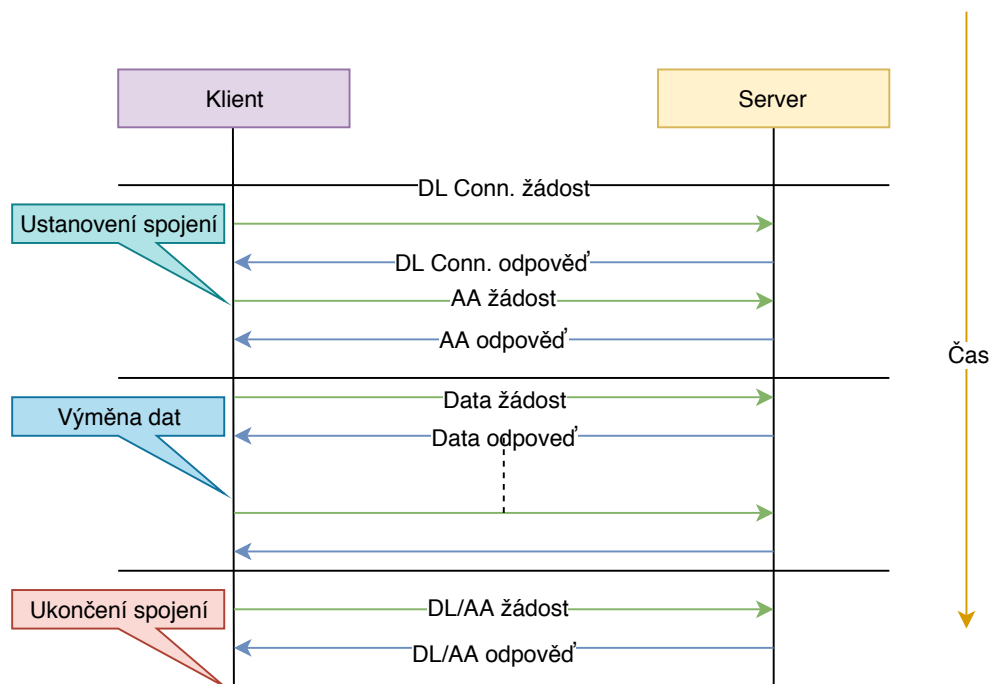 Klient
Server
DL Conn. žádost
Ustanovení spojení
DL Conn. odpověď
AA žádost
AA odpověď
Čas
Data žádost
Výměna dat
Data odpoveď
Ukončení spojení
DL/AA žádost
DL/AA odpověď